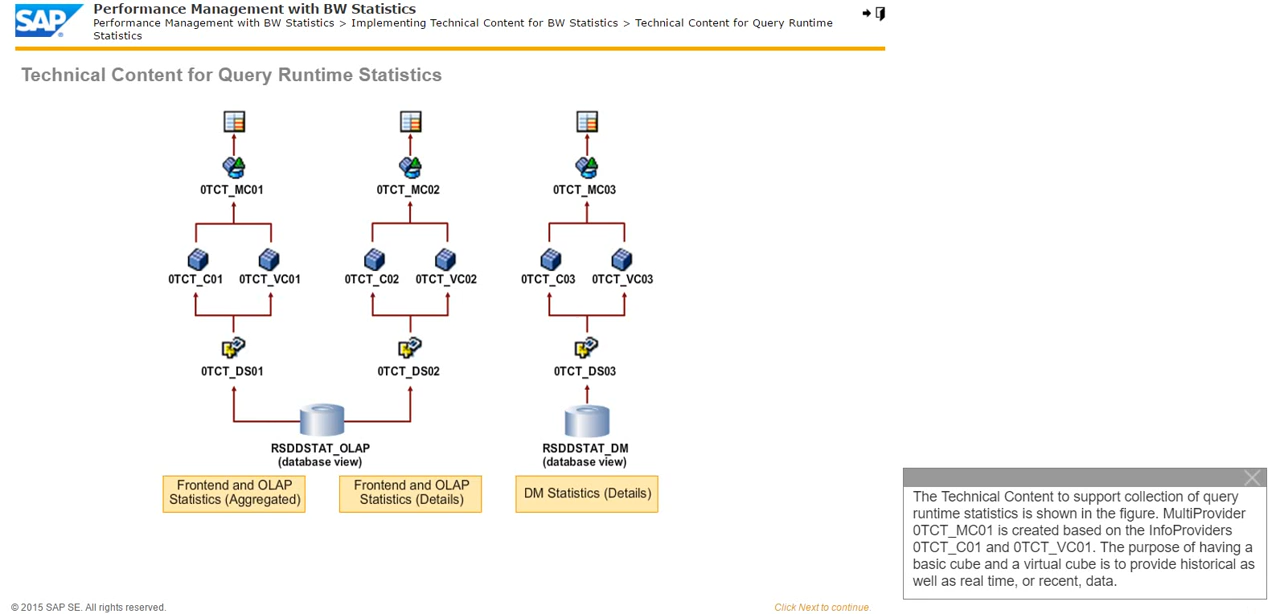 SAP
Performance Management with BW Statistics
Performance Management with BW Statistics > Implementing Technical Content for BW Statistics > Technical Content for Query Runtime
Statistics
Technical Content for Query Runtime Statistics
0TCT_MC01 0TCT_MC02 0TCT_MC03
0TCT_C01 0TCT_VC01 0TCT_C02 0TCT_VC02 0TCT_C03 0TCT_VC03
0TCT_DS01 0TCT_DS02 0TCT_DS03
RSDDSTAT_OLAP RSDDSTAT_DM
(database view) (database view)
Frontend and OLAP
Statistics (Aggregated)
Frontend and OLAP
Statistics (Details)
DM Statistics (Details)
The Technical Content to support collection of query
runtime statistics is shown in the figure. MultiProvider
0TCT_MC01 is created based on the InfoProviders
0TCT_C01 and 0TCT_VC01. The purpose of having a
basic cube and a virtual cube is to provide historical as
well as real time, or recent, data.
© 2015 SAP SE. All rights reserved.
Click Next to continue.